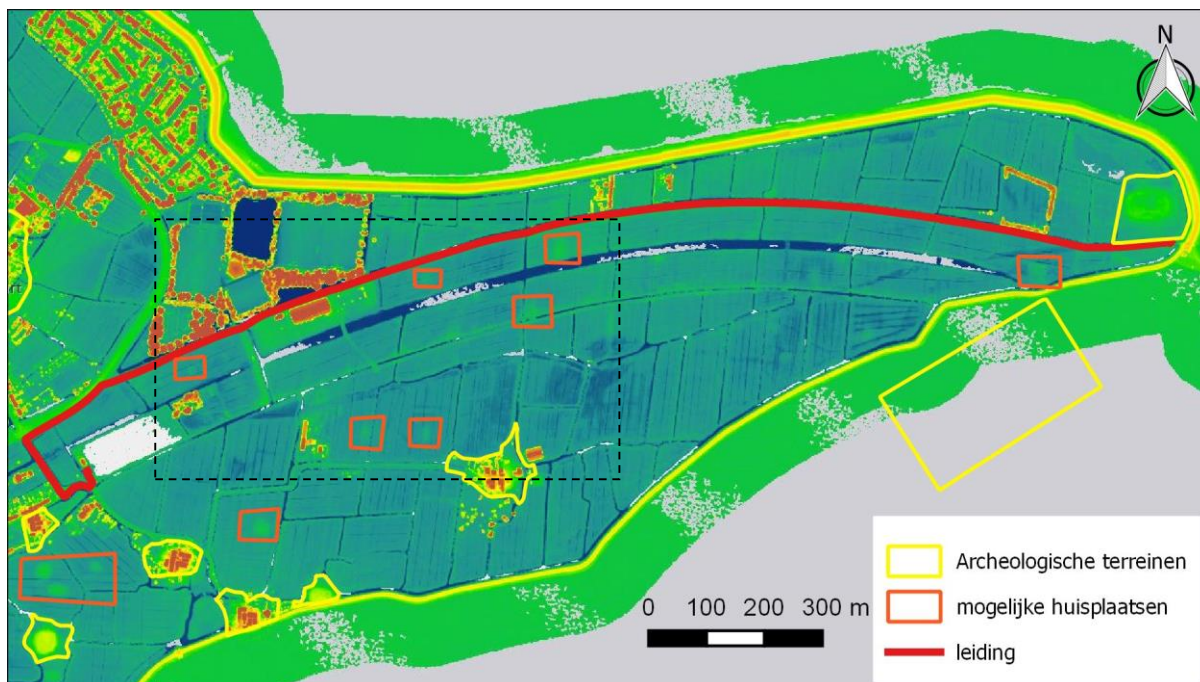 N
0 100 200 300 m
Archeologische terreinen
mogelijke huisplaatsen
leiding